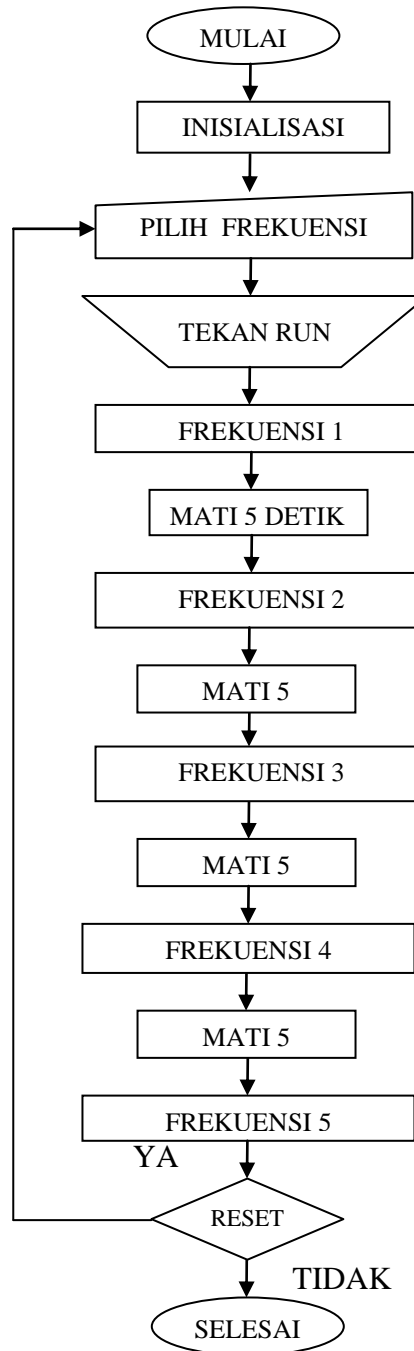 MULAI
INISIALISASI
PILIH FREKUENSI
TEKAN RUN
FREKUENSI 1
MATI 5 DETIK
FREKUENSI 2
MATI 5
FREKUENSI 3
MATI 5
FREKUENSI 4
MATI 5
FREKUENSI 5
YA
RESET
TIDAK
SELESAI